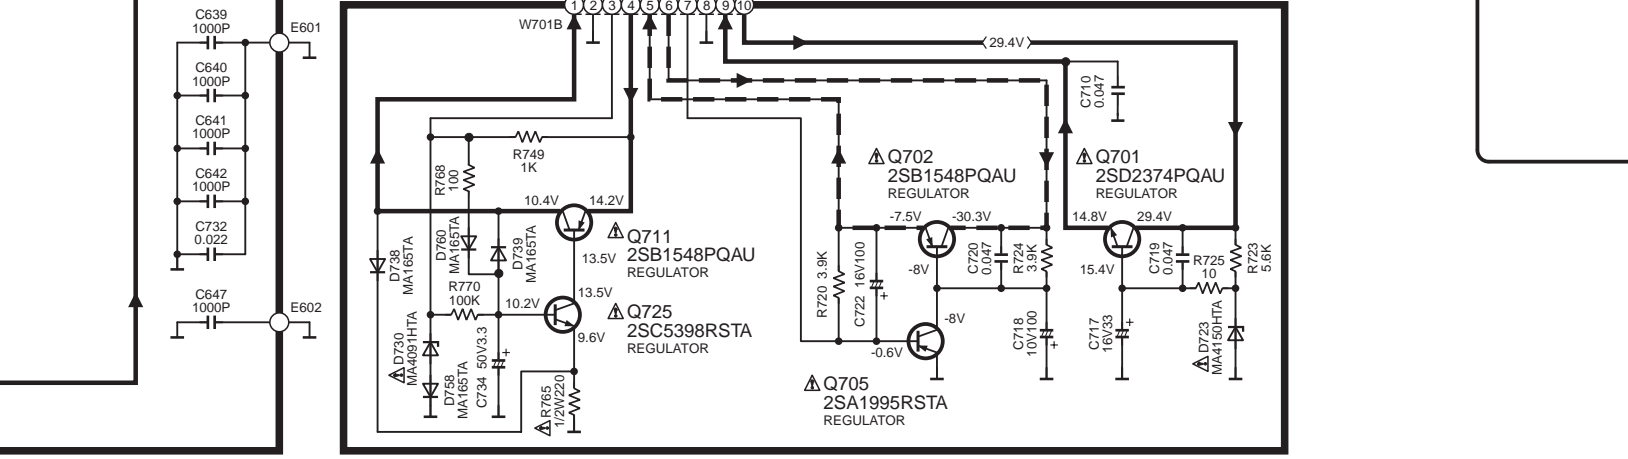 C639
1000P
E601
C640
1000P
C641
1000P
C642
1000P
C732
0.022
C647
1000P
E602
W701B
1 2 3 4 5 6 7 8 9 10
29.4V
C710
0.047
R749
1K
R768
100
10.4V
14.2V
Q711
2SB1548PQAU
REGULATOR
D738
MA165TA
D760
MA165TA
D739
MA165TA
13.5V
R770
100K
10.2V
13.5V
Q725
2SC5398RSTA
REGULATOR
9.6V
D730
MA4091HTA
D758
MA165TA
C734 50V3.3
+
R765
1/2W220
Q702
2SB1548PQAU
REGULATOR
-7.5V
-30.3V
-8V
R720 3.9K
C722 16V100
+
C720
0.047
R724
3.9K
-8V
-0.6V
C718
10V100
+
Q705
2SA1995RSTA
REGULATOR
Q701
2SD2374PQAU
REGULATOR
14.8V
29.4V
15.4V
C719
0.047
R725
10
R723
5.6K
C717
16V33
+
D723
MA4150HTA